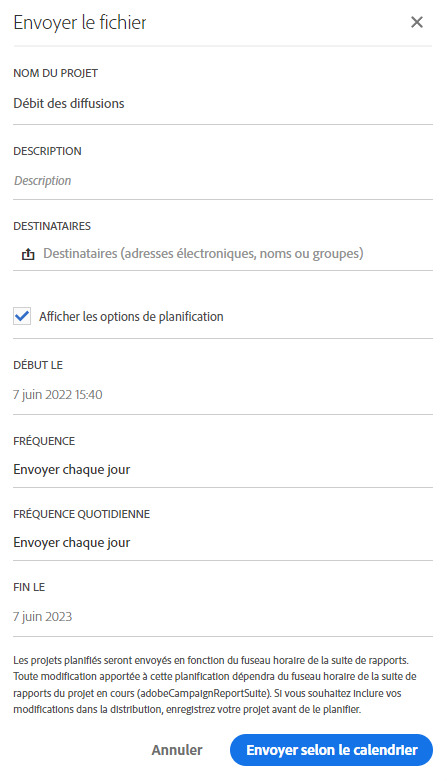 Envoyer le fichier
NOM DU PROJET
Débit des diffusions
DESCRIPTION
Description
DESTINATAIRES
Destinataires (adresses électroniques, noms ou groupes)
Afficher les options de planification
DÉBUT LE
7 juin 2022 15:40
FRÉQUENCE
Envoyer chaque jour
FRÉQUENCE QUOTIDIENNE
Envoyer chaque jour
FIN LE
7 juin 2023
Les projets planifiés seront envoyés en fonction du fuseau horaire de la suite de rapports.
Toute modification apportée à cette planification dépendra du fuseau horaire de la suite de
rapports du projet en cours (adobeCampaignReportSuite). Si vous souhaitez inclure vos
modifications dans la distribution, enregistrez votre projet avant de le planifier.
Annuler
Envoyer selon le calendrier